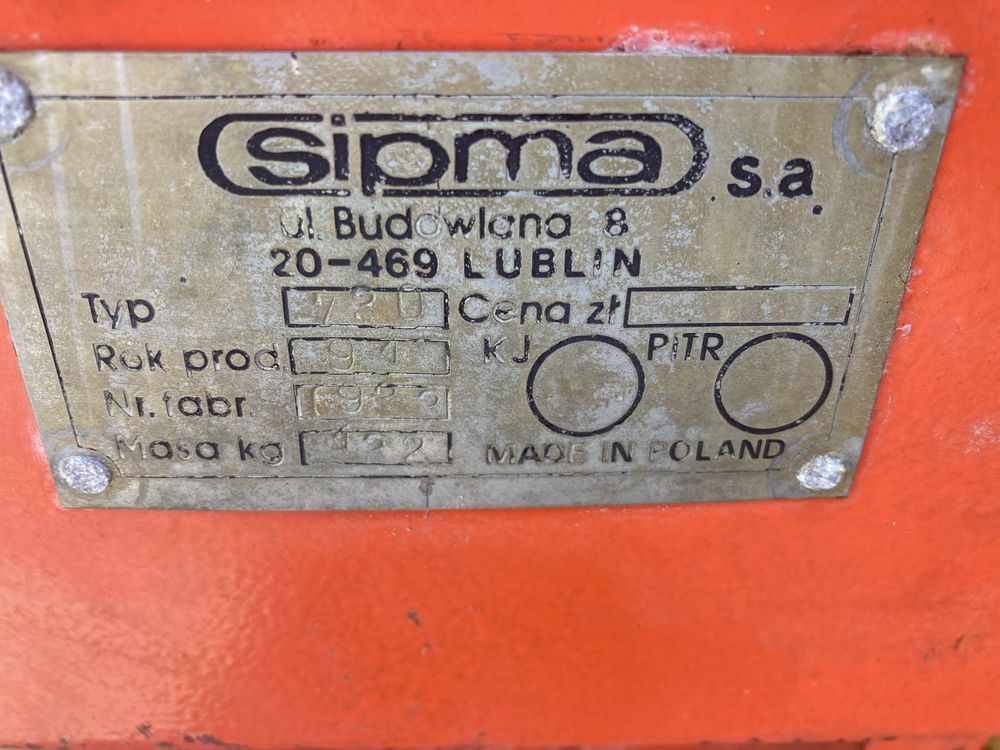 sipma s.a.
ul. Budowlana 8
20-469 LUBLIN
Typ Cena zł
Rok prod. KJ PITR
Nr. fabr.
Masa kg MADE IN POLAND